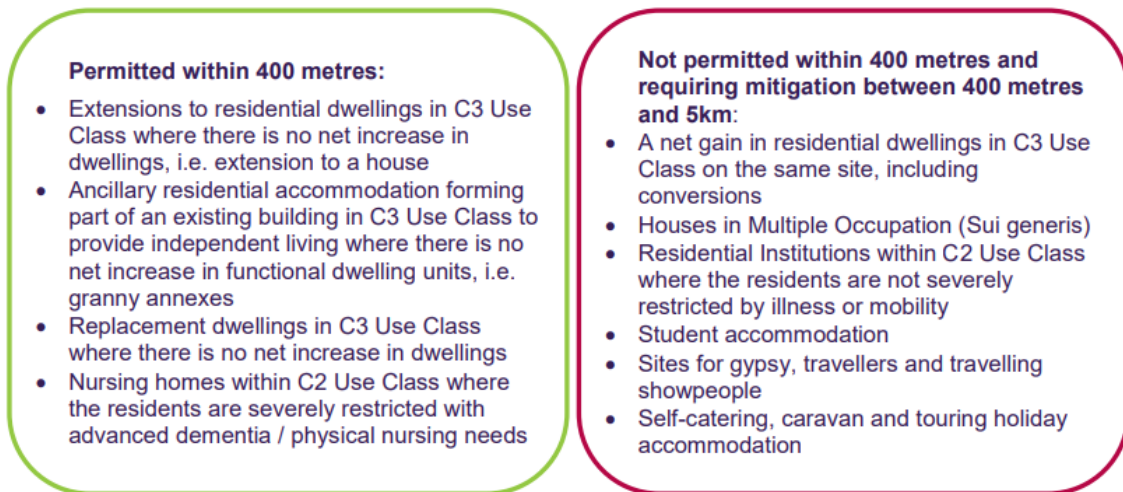 Permitted within 400 metres:
• Extensions to residential dwellings in C3 Use
Class where there is no net increase in
dwellings, i.e. extension to a house
• Ancillary residential accommodation forming
part of an existing building in C3 Use Class to
provide independent living where there is no
net increase in functional dwelling units, i.e.
granny annexes
• Replacement dwellings in C3 Use Class
where there is no net increase in dwellings
• Nursing homes within C2 Use Class where
the residents are severely restricted with
advanced dementia / physical nursing needs
Not permitted within 400 metres and
requiring mitigation between 400 metres
and 5km:
• A net gain in residential dwellings in C3 Use
Class on the same site, including
conversions
• Houses in Multiple Occupation (Sui generis)
• Residential Institutions within C2 Use Class
where the residents are not severely
restricted by illness or mobility
• Student accommodation
• Sites for gypsy, travellers and travelling
showpeople
• Self-catering, caravan and touring holiday
accommodation